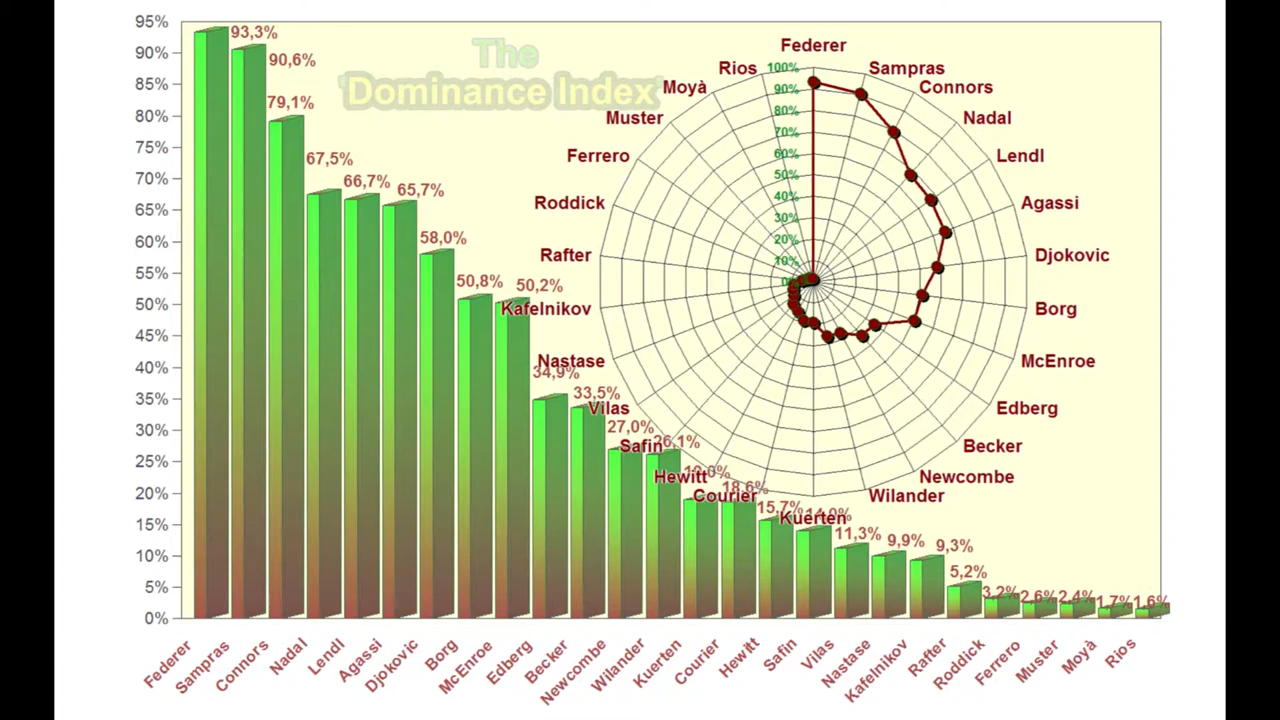 The
'Dominance Index'
95%
90%
85%
80%
75%
70%
65%
60%
55%
50%
45%
40%
35%
30%
25%
20%
15%
10%
5%
0%
93,3%
90,6%
79,1%
67,5%
66,7%
65,7%
58,0%
50,8%
50,2%
34,9%
33,5%
27,0%
26,1%
19,0%
18,6%
15,7%
11,3%
9,9%
9,3%
5,2%
3,2%
2,6%
2,4%
1,7%
1,6%
Federer
Sampras
Connors
Nadal
Lendl
Agassi
Djokovic
Borg
McEnroe
Edberg
Becker
Newcombe
Wilander
Kuerten
Courier
Hewitt
Safin
Vilas
Nastase
Kafelnikov
Rafter
Roddick
Ferrero
Muster
Moyà
Rios
100%
90%
80%
70%
60%
50%
40%
30%
20%
10%
0%
Federer
Sampras
Connors
Nadal
Lendl
Agassi
Djokovic
Borg
McEnroe
Edberg
Becker
Newcombe
Wilander
Kuerten
Courier
Hewitt
Safin
Vilas
Nastase
Kafelnikov
Rafter
Roddick
Ferrero
Muster
Moyà
Rios